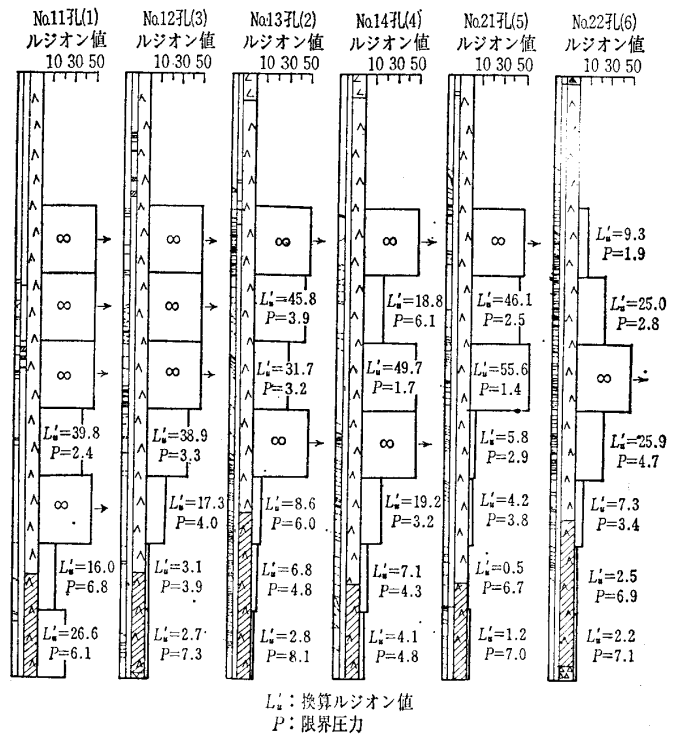 No.11孔(1)
ルジオン値
10 30 50
∞
∞
∞
L'u=39.8
P=2.4
∞
L'u=16.0
P=6.8
L'u=26.6
P=6.1
No.12孔(3)
ルジオン値
10 30 50
∞
∞
∞
L'u=38.9
P=3.3
L'u=17.3
P=4.0
L'u=3.1
P=3.9
L'u=2.7
P=7.3
No.13孔(2)
ルジオン値
10 30 50
∞
L'u=45.8
P=3.9
L'u=31.7
P=3.2
∞
L'u=8.6
P=6.0
L'u=6.8
P=4.8
L'u=2.8
P=8.1
No.14孔(4)
ルジオン値
10 30 50
∞
L'u=18.8
P=6.1
L'u=49.7
P=1.7
∞
L'u=19.2
P=3.2
L'u=7.1
P=4.3
L'u=4.1
P=4.8
No.21孔(5)
ルジオン値
10 30 50
∞
L'u=46.1
P=2.5
L'u=55.6
P=1.4
L'u=5.8
P=2.9
L'u=4.2
P=3.8
L'u=0.5
P=6.7
L'u=1.2
P=7.0
No.22孔(6)
ルジオン値
10 30 50
L'u=9.3
P=1.9
L'u=25.0
P=2.8
∞
L'u=25.9
P=4.7
L'u=7.3
P=3.4
L'u=2.5
P=6.9
L'u=2.2
P=7.1
L'u：換算ルジオン値
P：限界圧力